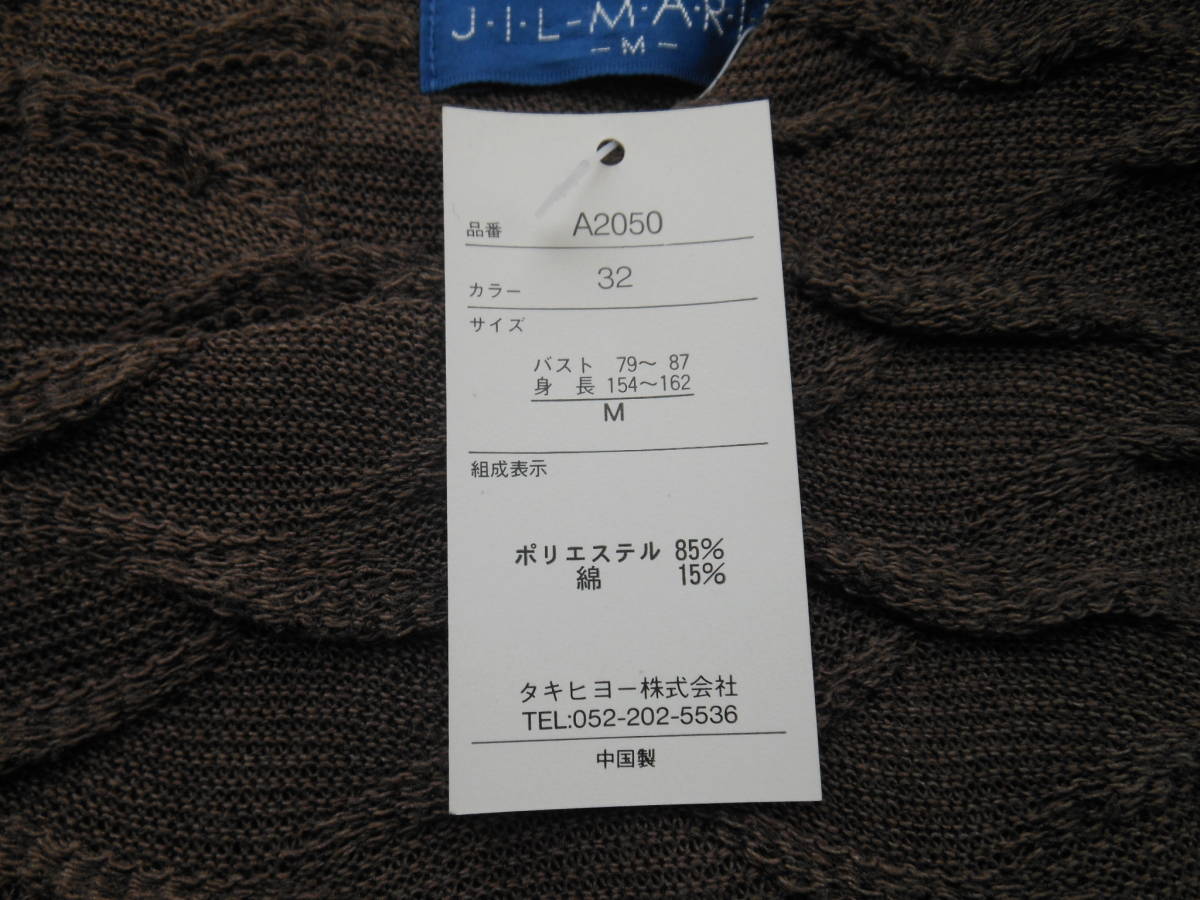 J·I·L-M·A·R
-M-
品番 A2050
カラー 32
サイズ
バスト 79〜 87
身 長 154〜162
M
組成表示
ポリエステル 85%
綿 15%
タキヒヨー株式会社
TEL:052-202-5536
中国製